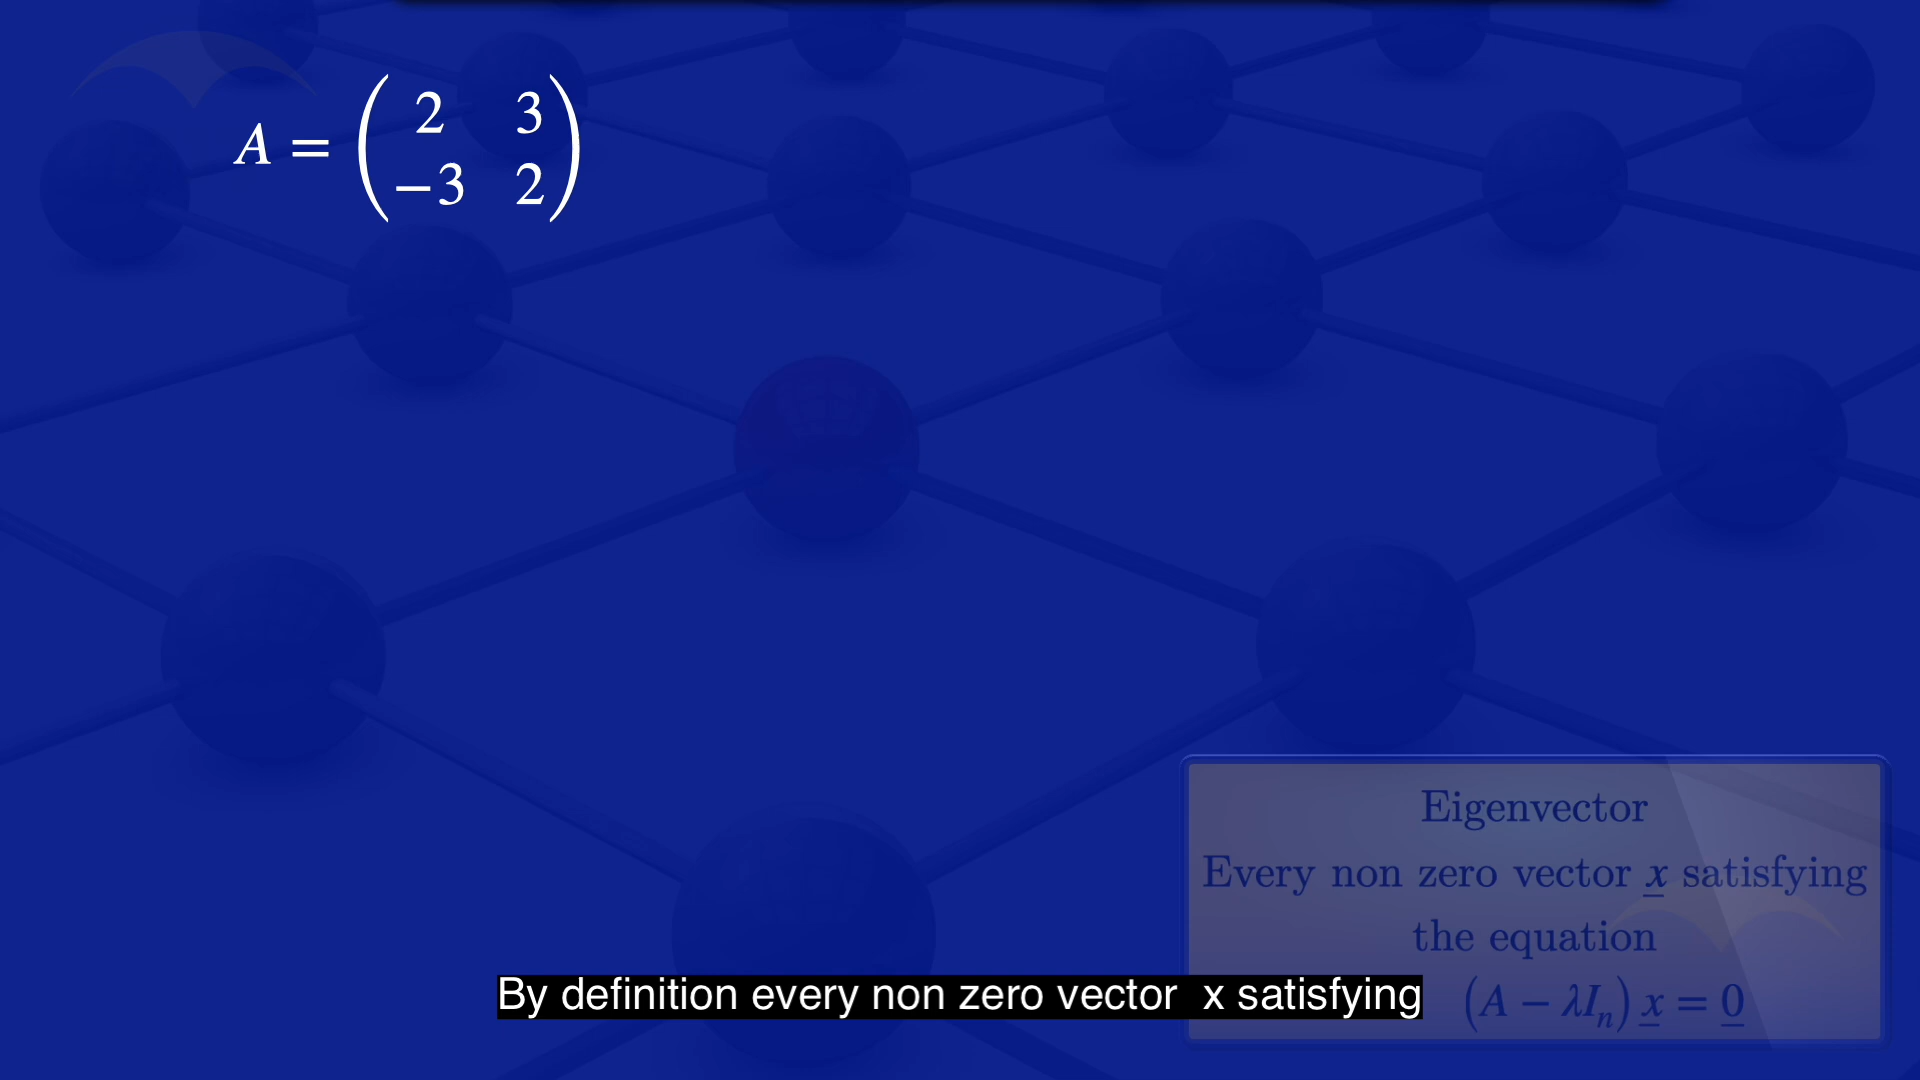 A = ( 2 3
−3 2 )
Eigenvector
Every non zero vector x satisfying
the equation
(A − λIₙ) x = 0
By definition every non zero vector x satisfying